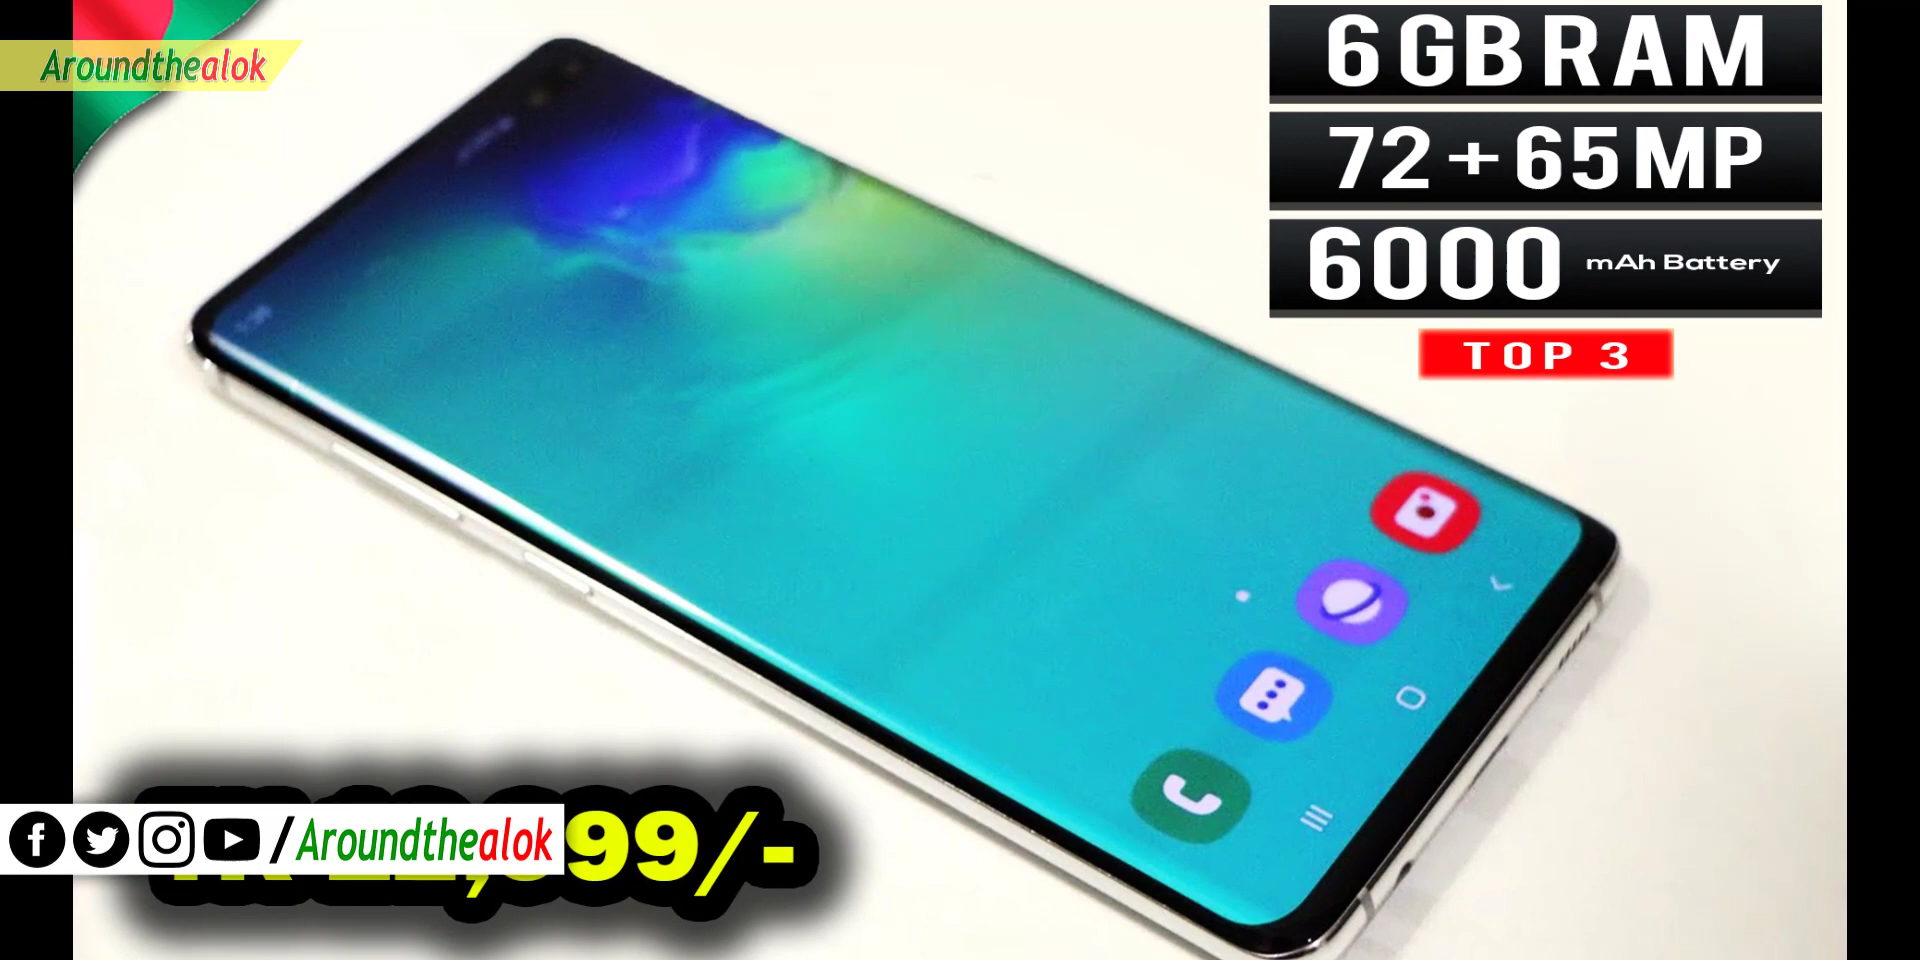 Aroundthealok
6GB RAM
72+65MP
6000 mAh Battery
TOP 3
/Aroundthealok
99/-